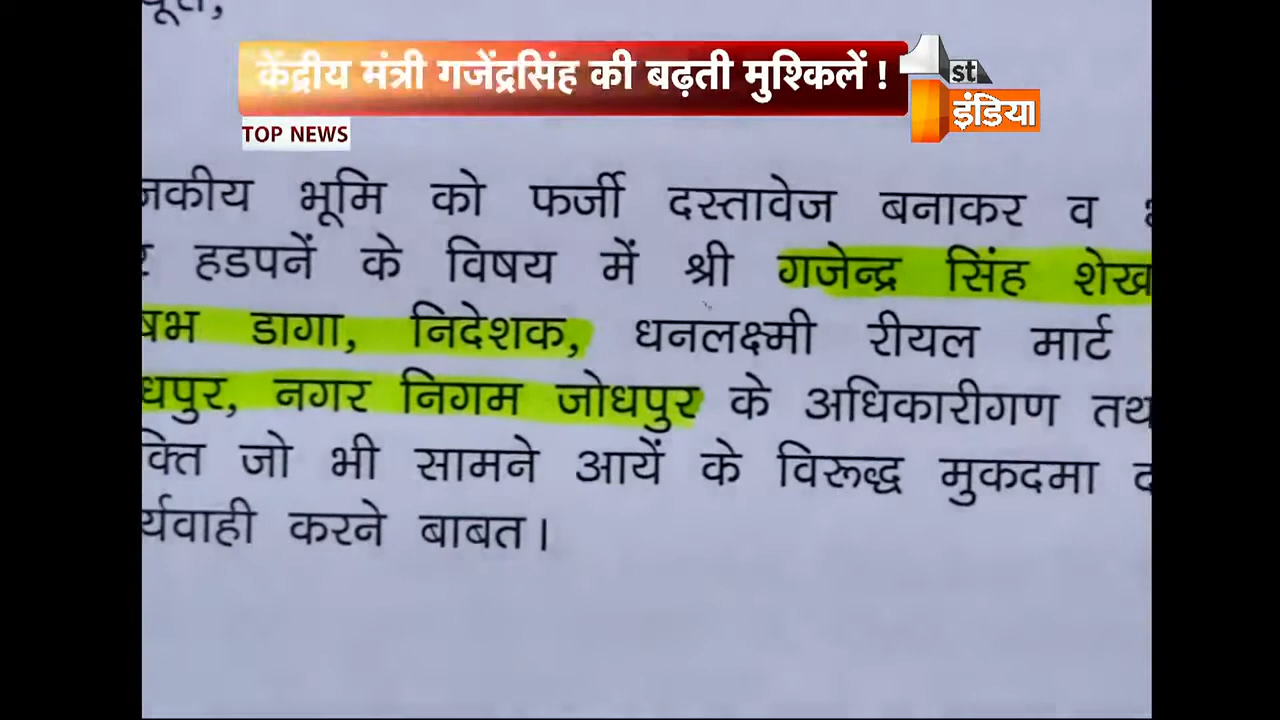 केंद्रीय मंत्री गजेंद्रसिंह की बढ़ती मुश्किलें !
1st
इंडिया
TOP NEWS
भूमि को फर्जी दस्तावेज बनाकर व
हडपनें के विषय में श्री गजेन्द्र सिंह शेख
डागा, निदेशक, धनलक्ष्मी रीयल मार्ट
धपुर, नगर निगम जोधपुर के अधिकारीगण तथ
क्ति जो भी सामने आयें के विरूद्ध मुकदमा
र्यवाही करने बाबत।